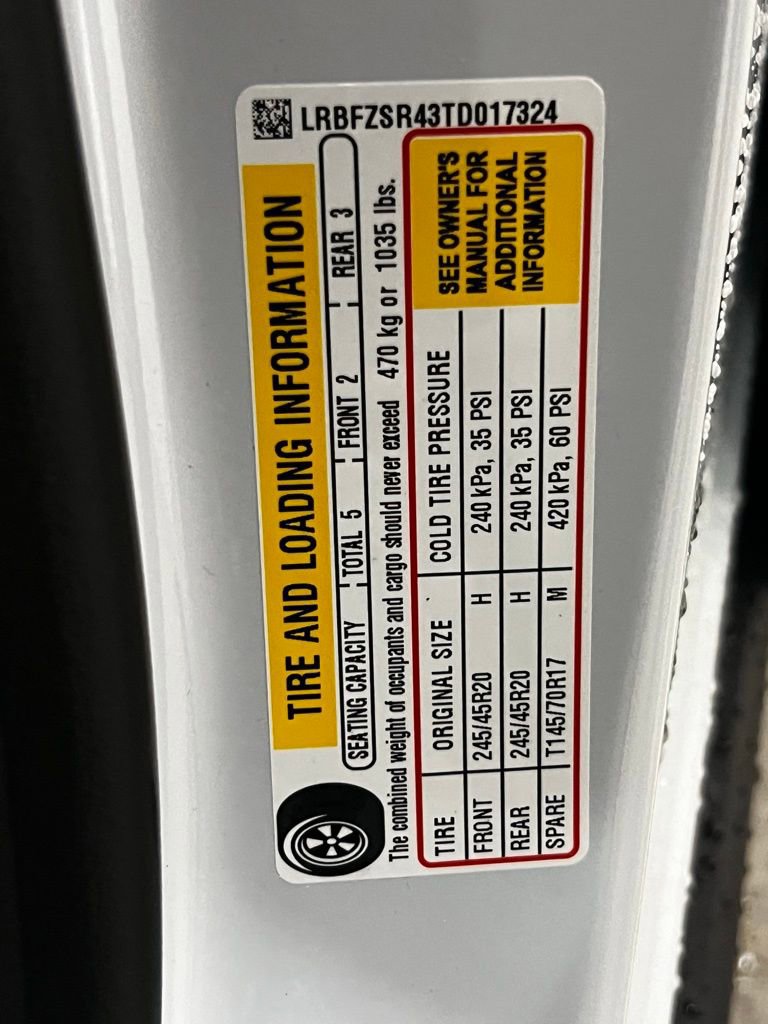 LRBFZSR43TD017324
TIRE AND LOADING INFORMATION
SEATING CAPACITY TOTAL 5 FRONT 2 REAR 3
The combined weight of occupants and cargo should never exceed 470 kg or 1035 lbs.
TIRE ORIGINAL SIZE COLD TIRE PRESSURE
FRONT 245/45R20 H 240 kPa, 35 PSI
REAR 245/45R20 H 240 kPa, 35 PSI
SPARE T145/70R17 M 420 kPa, 60 PSI
SEE OWNER'S
MANUAL FOR
ADDITIONAL
INFORMATION